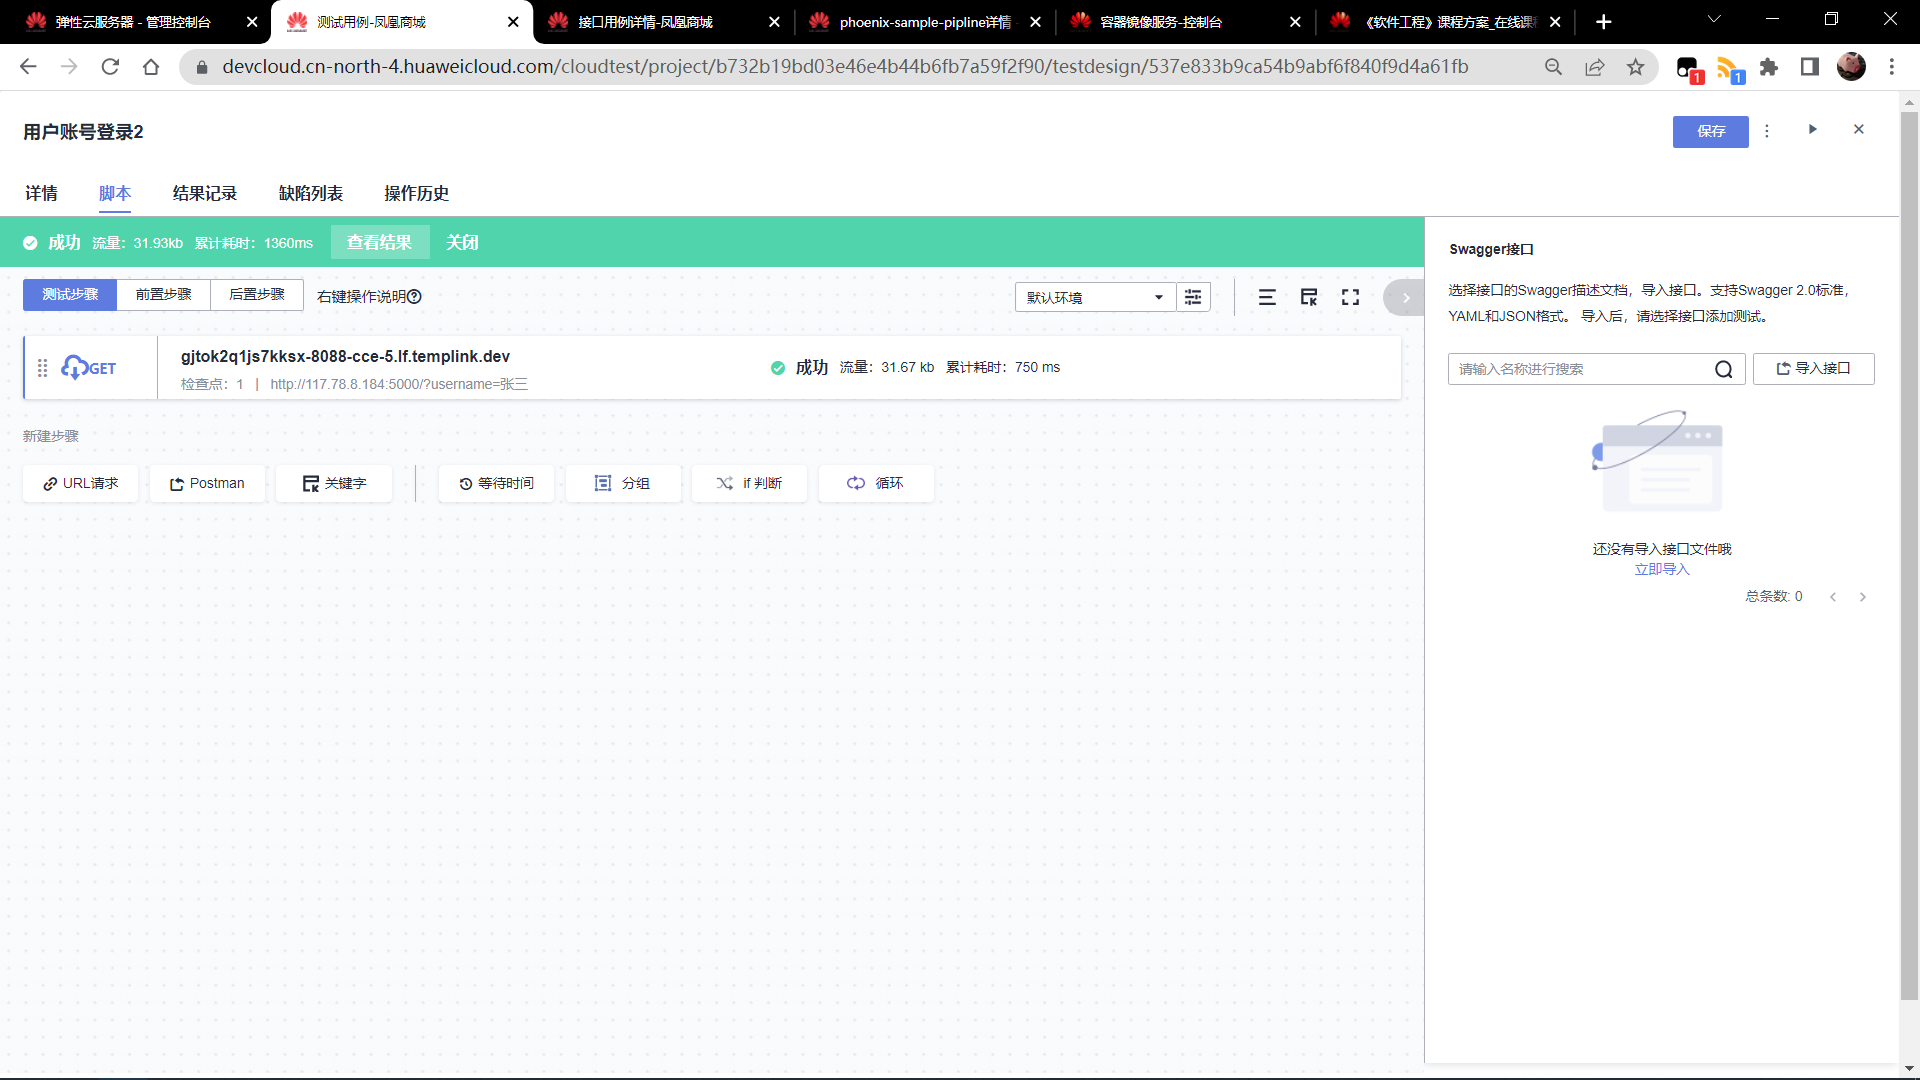 弹性云服务器 - 管理控制台
测试用例-凤凰商城
接口用例详情-凤凰商城
phoenix-sample-pipline详情
容器镜像服务-控制台
《软件工程》课程方案_在线课
devcloud.cn-north-4.huaweicloud.com/cloudtest/project/b732b19bd03e46e4b44b6fb7a59f2f90/testdesign/537e833b9ca54b9abf6f840f9d4a61fb
1
1
用户账号登录2
保存
详情 脚本 结果记录 缺陷列表 操作历史
成功 流量：31.93kb 累计耗时：1360ms 查看结果 关闭
测试步骤 前置步骤 后置步骤 右键操作说明
默认环境
GET
gjtok2q1js7kksx-8088-cce-5.lf.templink.dev
检查点：1 | http://117.78.8.184:5000/?username=张三
成功 流量：31.67 kb 累计耗时：750 ms
新建步骤
URL请求 Postman 关键字 等待时间 分组 if 判断 循环
Swagger接口
选择接口的Swagger描述文档，导入接口。支持Swagger 2.0标准，
YAML和JSON格式。 导入后，请选择接口添加测试。
请输入名称进行搜索
导入接口
还没有导入接口文件哦
立即导入
总条数: 0